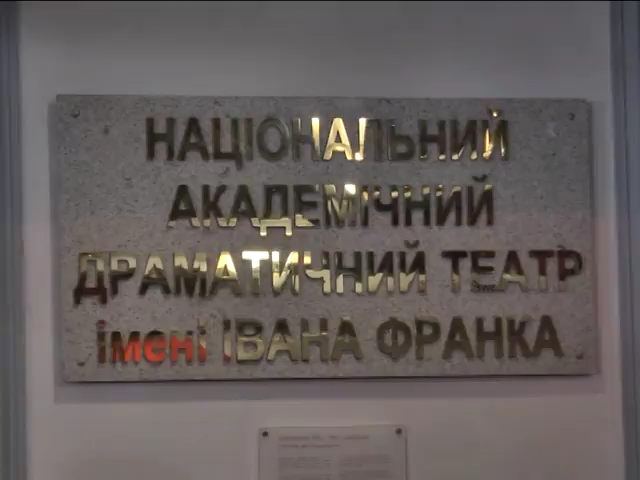 НАЦІОНАЛЬНИЙ
АКАДЕМІЧНИЙ
ДРАМАТИЧНИЙ ТЕАТР
імені ІВАНА ФРАНКА